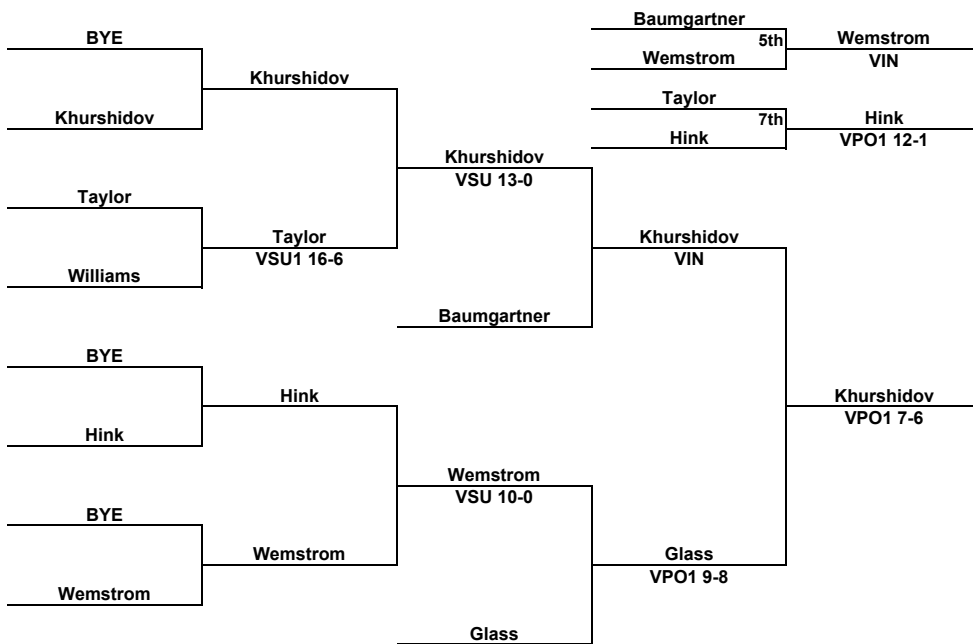 Baumgartner
5th
Wemstrom
Wemstrom
VIN
Taylor
7th
Hink
Hink
VPO1 12-1
BYE
Khurshidov
Khurshidov
Taylor
Williams
Taylor
VSU1 16-6
Khurshidov
VSU 13-0
Baumgartner
Khurshidov
VIN
BYE
Hink
Hink
BYE
Wemstrom
Wemstrom
Wemstrom
VSU 10-0
Glass
Glass
VPO1 9-8
Khurshidov
VPO1 7-6